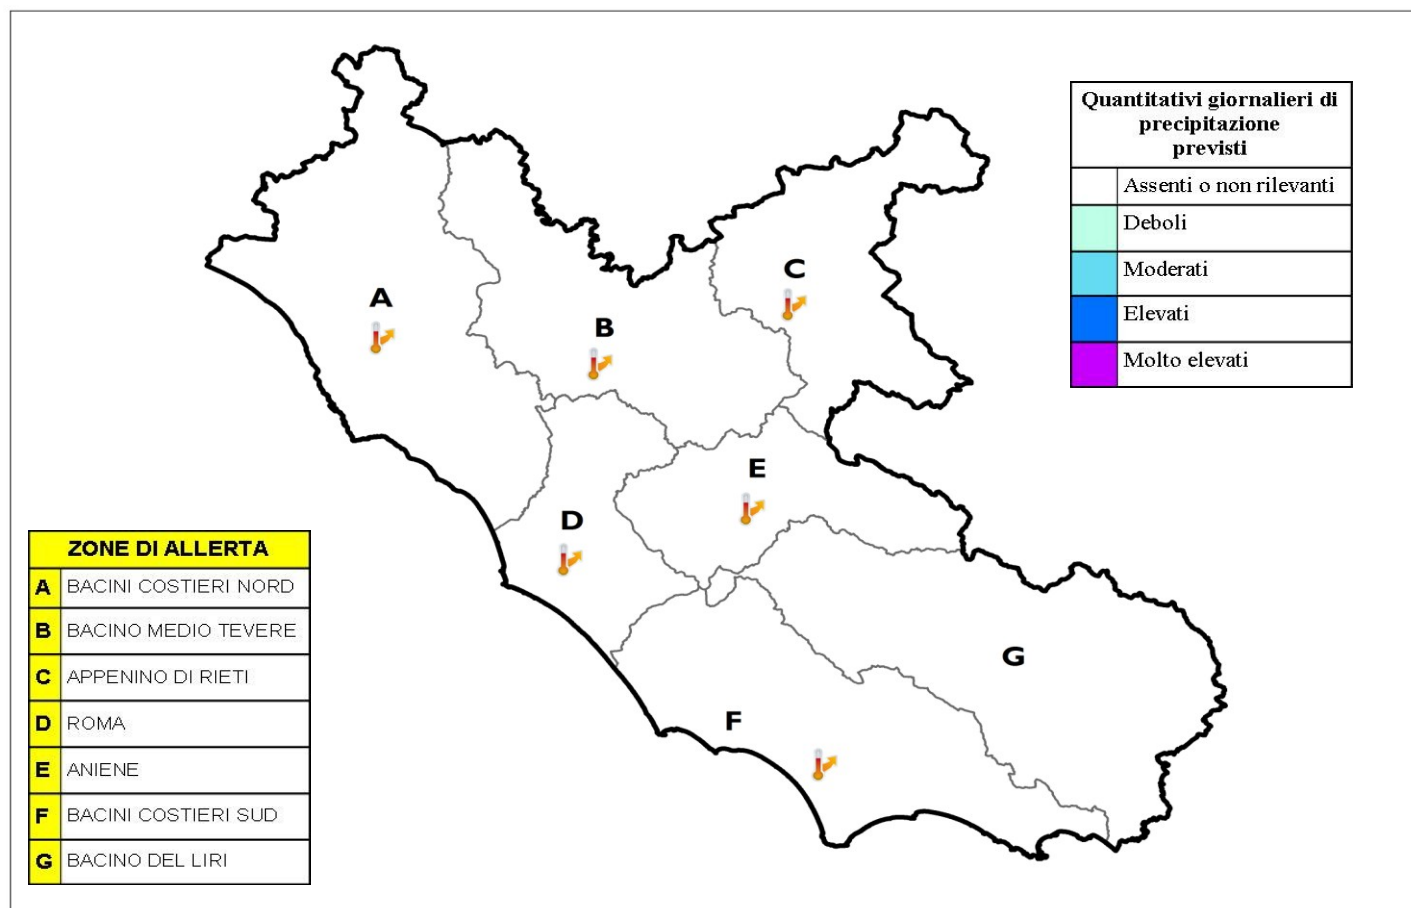 Quantitativi giornalieri di
precipitazione
previsti
Assenti o non rilevanti
Deboli
Moderati
Elevati
Molto elevati
A
B
C
D
E
F
G
ZONE DI ALLERTA
A BACINI COSTIERI NORD
B BACINO MEDIO TEVERE
C APPENINO DI RIETI
D ROMA
E ANIENE
F BACINI COSTIERI SUD
G BACINO DEL LIRI